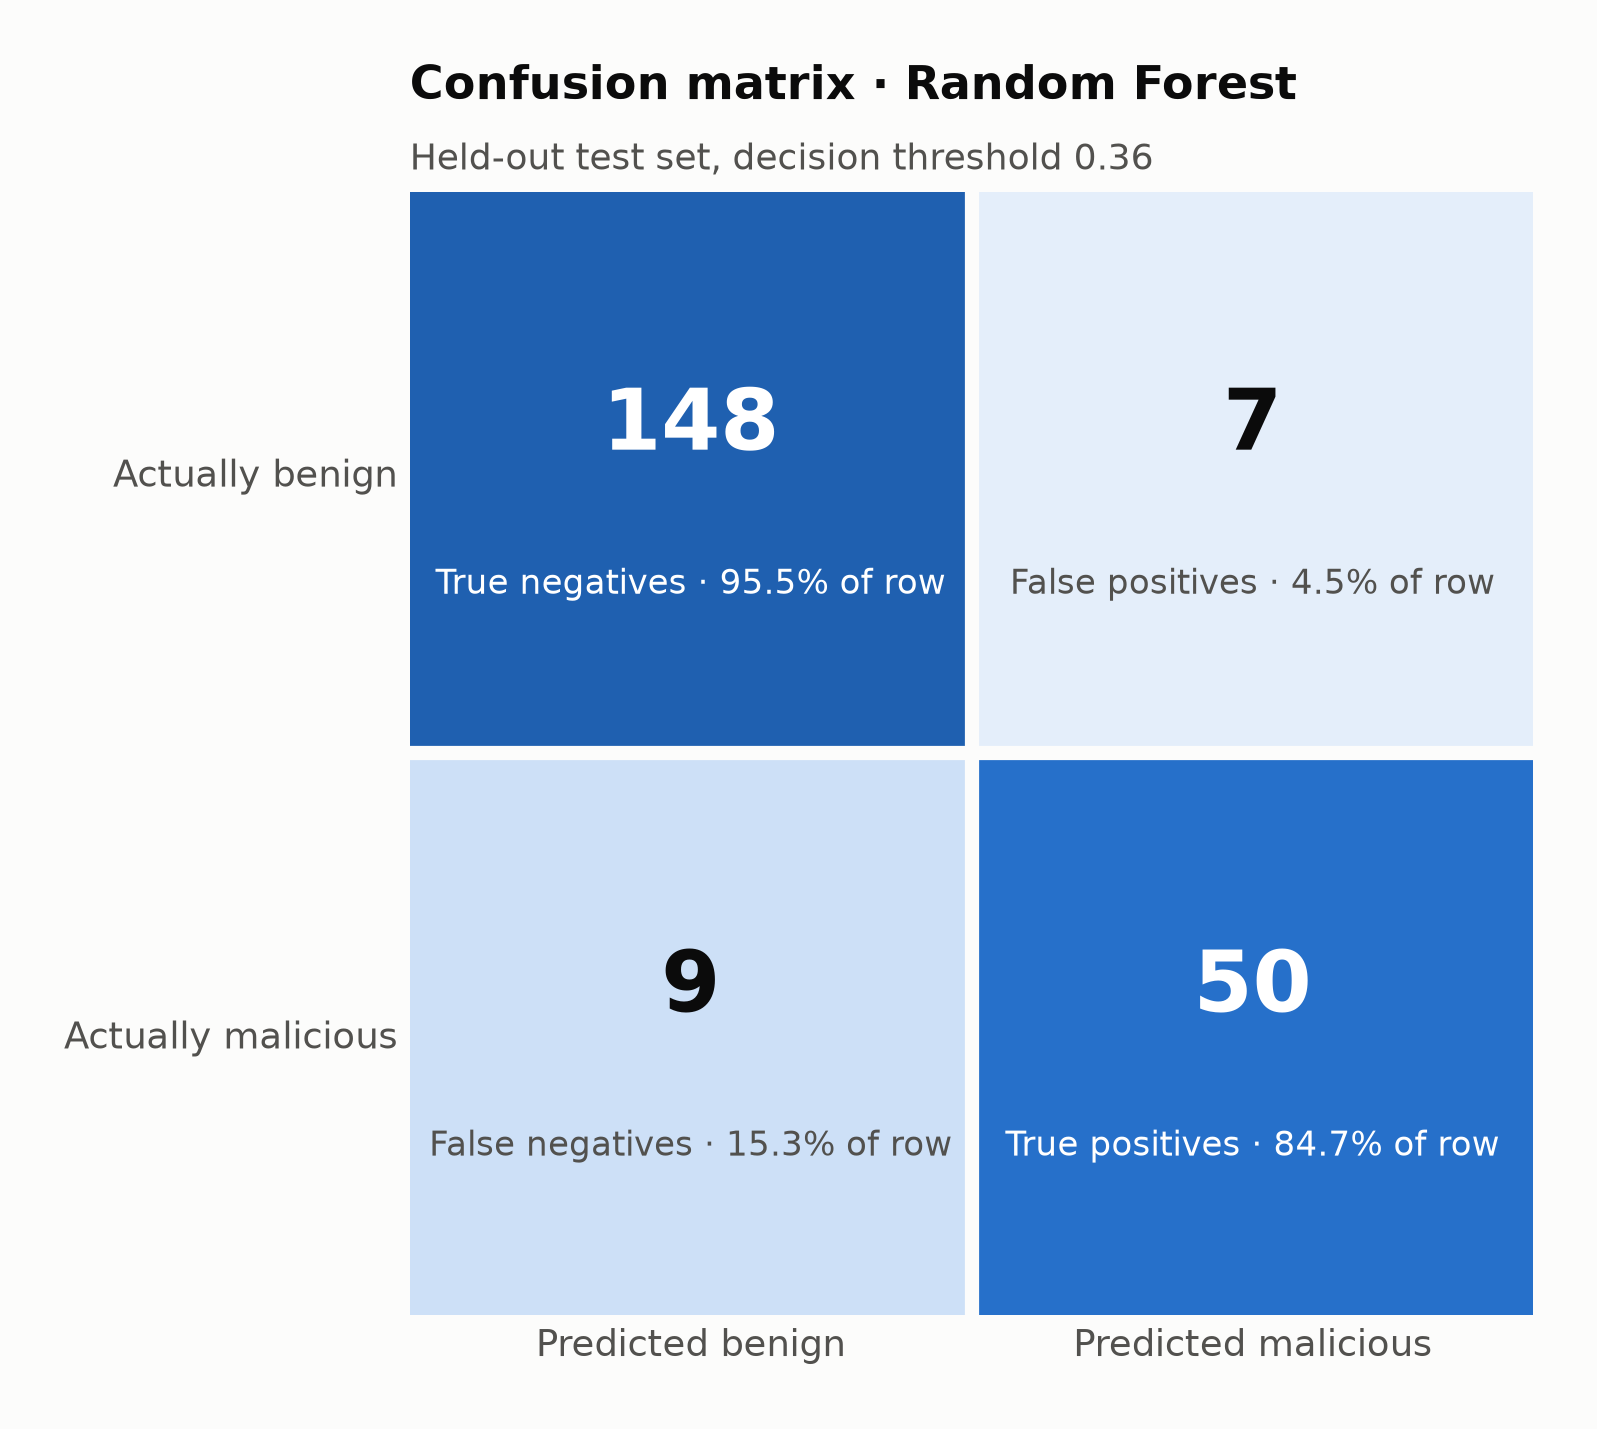 Confusion matrix · Random Forest
Held-out test set, decision threshold 0.36
148
7
Actually benign
True negatives · 95.5% of row
False positives · 4.5% of row
9
50
Actually malicious
False negatives · 15.3% of row
True positives · 84.7% of row
Predicted benign
Predicted malicious